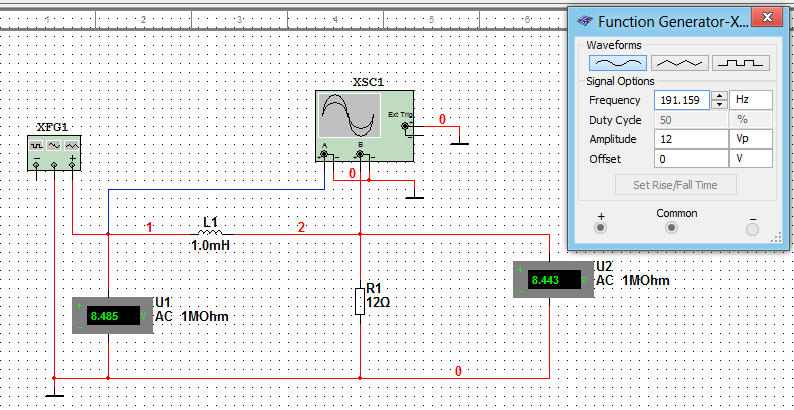 1 2 3 4 5 6
Function Generator-X...
Waveforms
Signal Options
Frequency 191.159 Hz
Duty Cycle 50 %
Amplitude 12 Vp
Offset 0 V
Set Rise/Fall Time
+ Common −
XSC1
Ext Trig
+
−
A B
+ − + −
0
0
XFG1
− +
1
L1
1.0mH
2
U1
AC 1MOhm
+ 8.485 V −
R1
12Ω
U2
AC 1MOhm
+ 8.443 V −
0